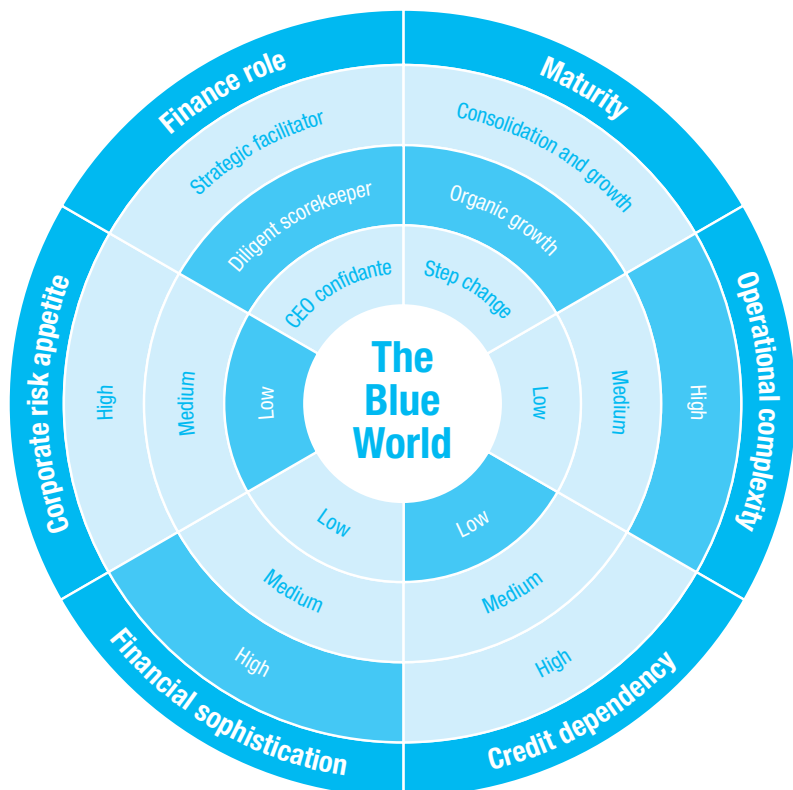 Finance role
Strategic facilitator
Diligent scorekeeper
CEO confidante
Maturity
Consolidation and growth
Organic growth
Step change
Operational complexity
High
Medium
Low
Credit dependency
Low
Medium
High
Financial sophistication
Low
Medium
High
Corporate risk appetite
High
Medium
Low
The
Blue
World